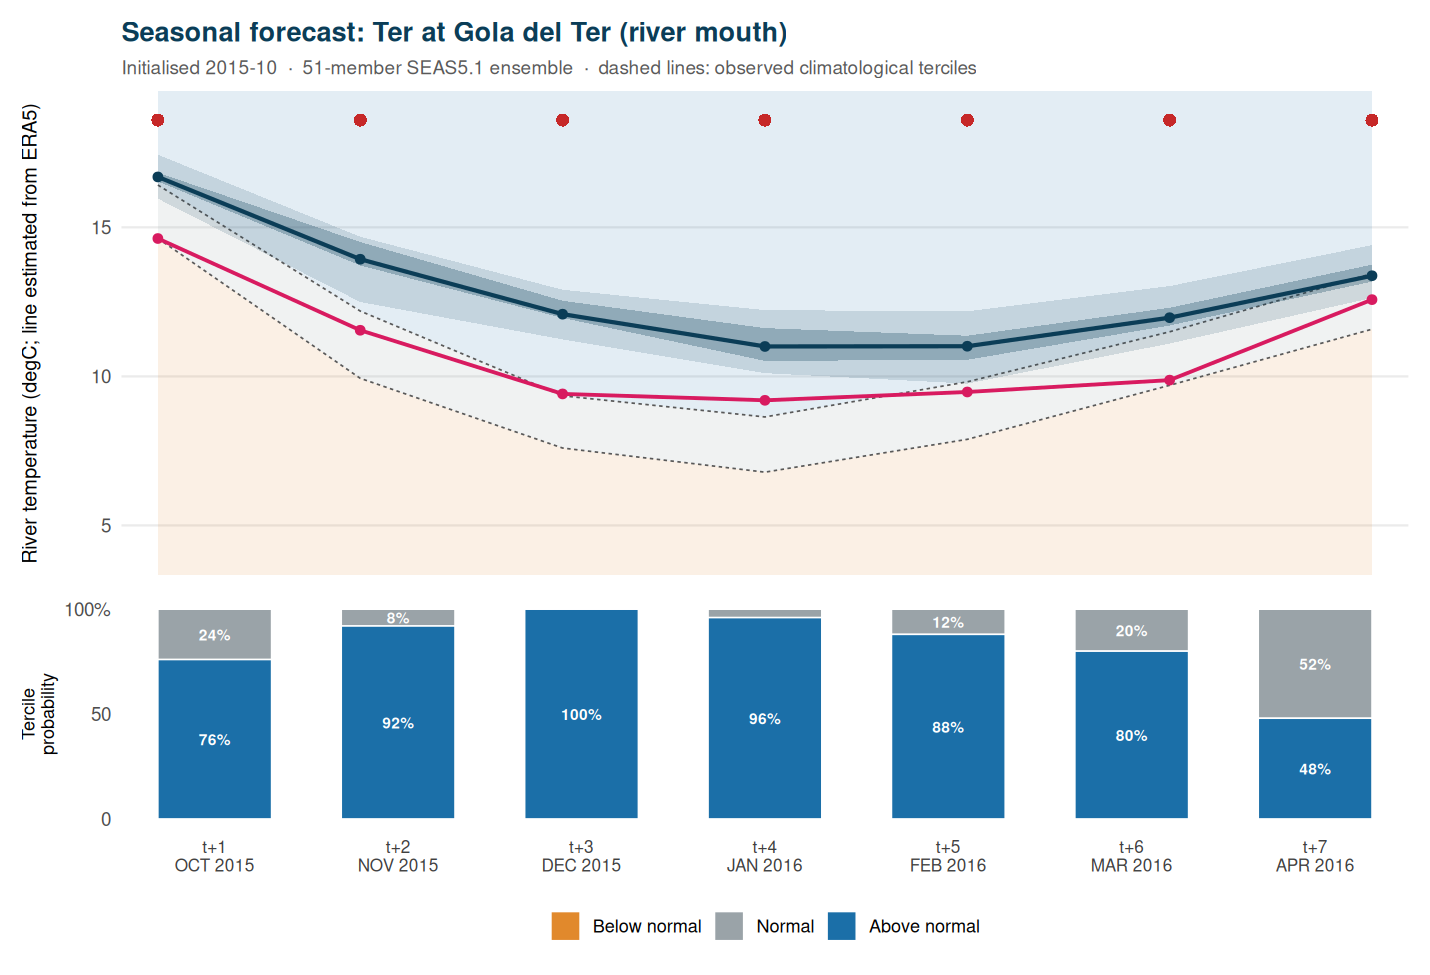 Seasonal forecast: Ter at Gola del Ter (river mouth)
Initialised 2015-10 · 51-member SEAS5.1 ensemble · dashed lines: observed climatological terciles
River temperature (degC; line estimated from ERA5)
15
10
5
Tercile
probability
100%
50
0
24%
8%
12%
20%
52%
76%
92%
100%
96%
88%
80%
48%
t+1
OCT 2015
t+2
NOV 2015
t+3
DEC 2015
t+4
JAN 2016
t+5
FEB 2016
t+6
MAR 2016
t+7
APR 2016
Below normal
Normal
Above normal